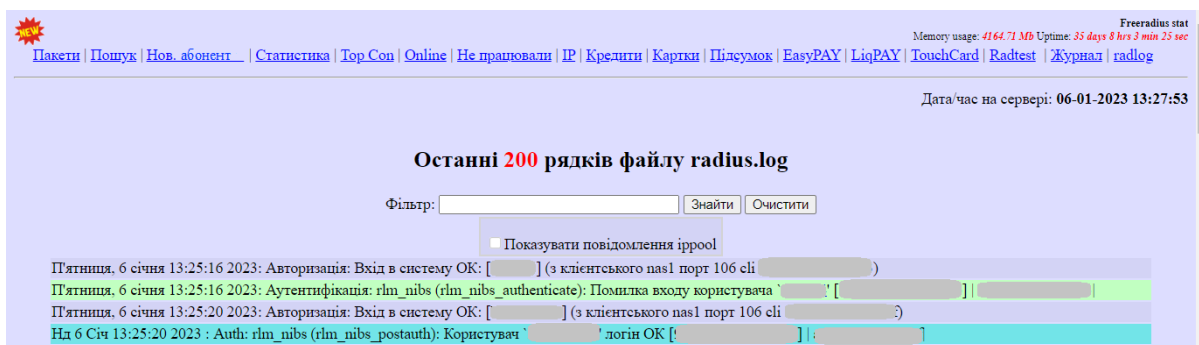 NEW
Freeradius stat
Memory usage: 4164.71 Mb Uptime: 35 days 8 hrs 3 min 25 sec
Пакети | Пошук | Нов. абонент | Статистика | Top Con | Online | Не працювали | IP | Кредити | Картки | Підсумок | EasyPAY | LiqPAY | TouchCard | Radtest | Журнал | radlog
Дата/час на сервері: 06-01-2023 13:27:53
Останні 200 рядків файлу radius.log
Фільтр: Знайти Очистити
Показувати повідомлення ippool
П'ятниця, 6 січня 13:25:16 2023: Авторизація: Вхід в систему ОК: [ ] (з клієнтського nas1 порт 106 cli )
П'ятниця, 6 січня 13:25:16 2023: Аутентифікація: rlm_nibs (rlm_nibs_authenticate): Помилка входу користувача ` ' [ ] | |
П'ятниця, 6 січня 13:25:20 2023: Авторизація: Вхід в систему ОК: [ ] (з клієнтського nas1 порт 106 cli )
Нд 6 Січ 13:25:20 2023 : Auth: rlm_nibs (rlm_nibs_postauth): Користувач ` ' логін ОК [ ] |